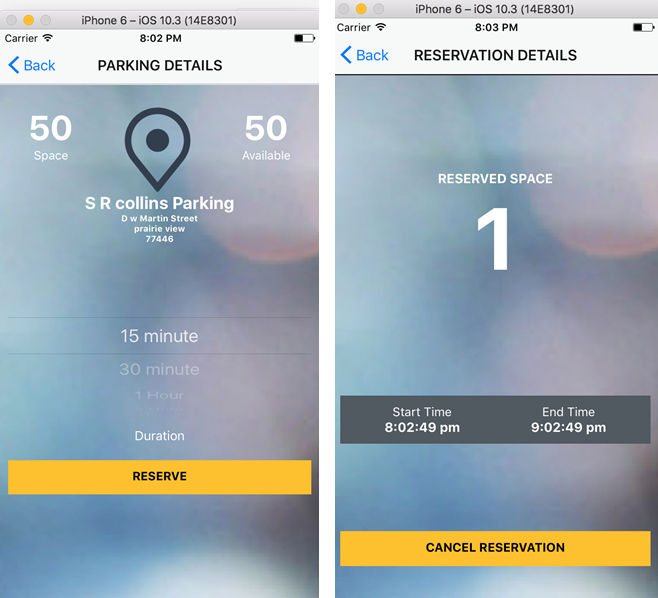 iPhone 6 – iOS 10.3 (14E8301)
Carrier 8:02 PM
Back PARKING DETAILS
50 50
Space Available
S R collins Parking
D w Martin Street
prairie view
77446
15 minute
30 minute
1 Hour
Duration
RESERVE
iPhone 6 – iOS 10.3 (14E8301)
Carrier 8:03 PM
Back RESERVATION DETAILS
RESERVED SPACE
1
Start Time End Time
8:02:49 pm 9:02:49 pm
CANCEL RESERVATION